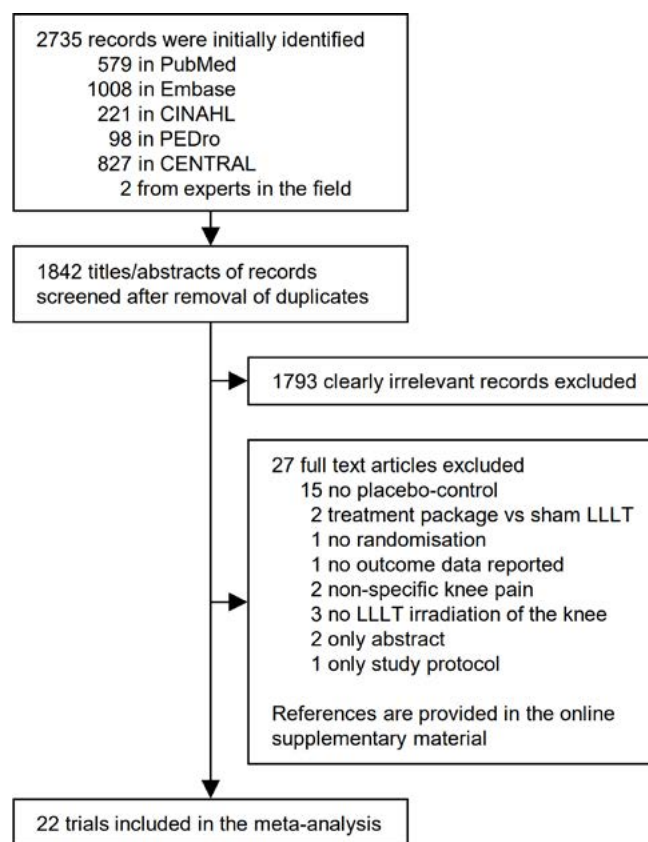 2735 records were initially identified
579 in PubMed
1008 in Embase
221 in CINAHL
98 in PEDro
827 in CENTRAL
2 from experts in the field
1842 titles/abstracts of records
screened after removal of duplicates
1793 clearly irrelevant records excluded
27 full text articles excluded
15 no placebo-control
2 treatment package vs sham LLLT
1 no randomisation
1 no outcome data reported
2 non-specific knee pain
3 no LLLT irradiation of the knee
2 only abstract
1 only study protocol
References are provided in the online
supplementary material
22 trials included in the meta-analysis